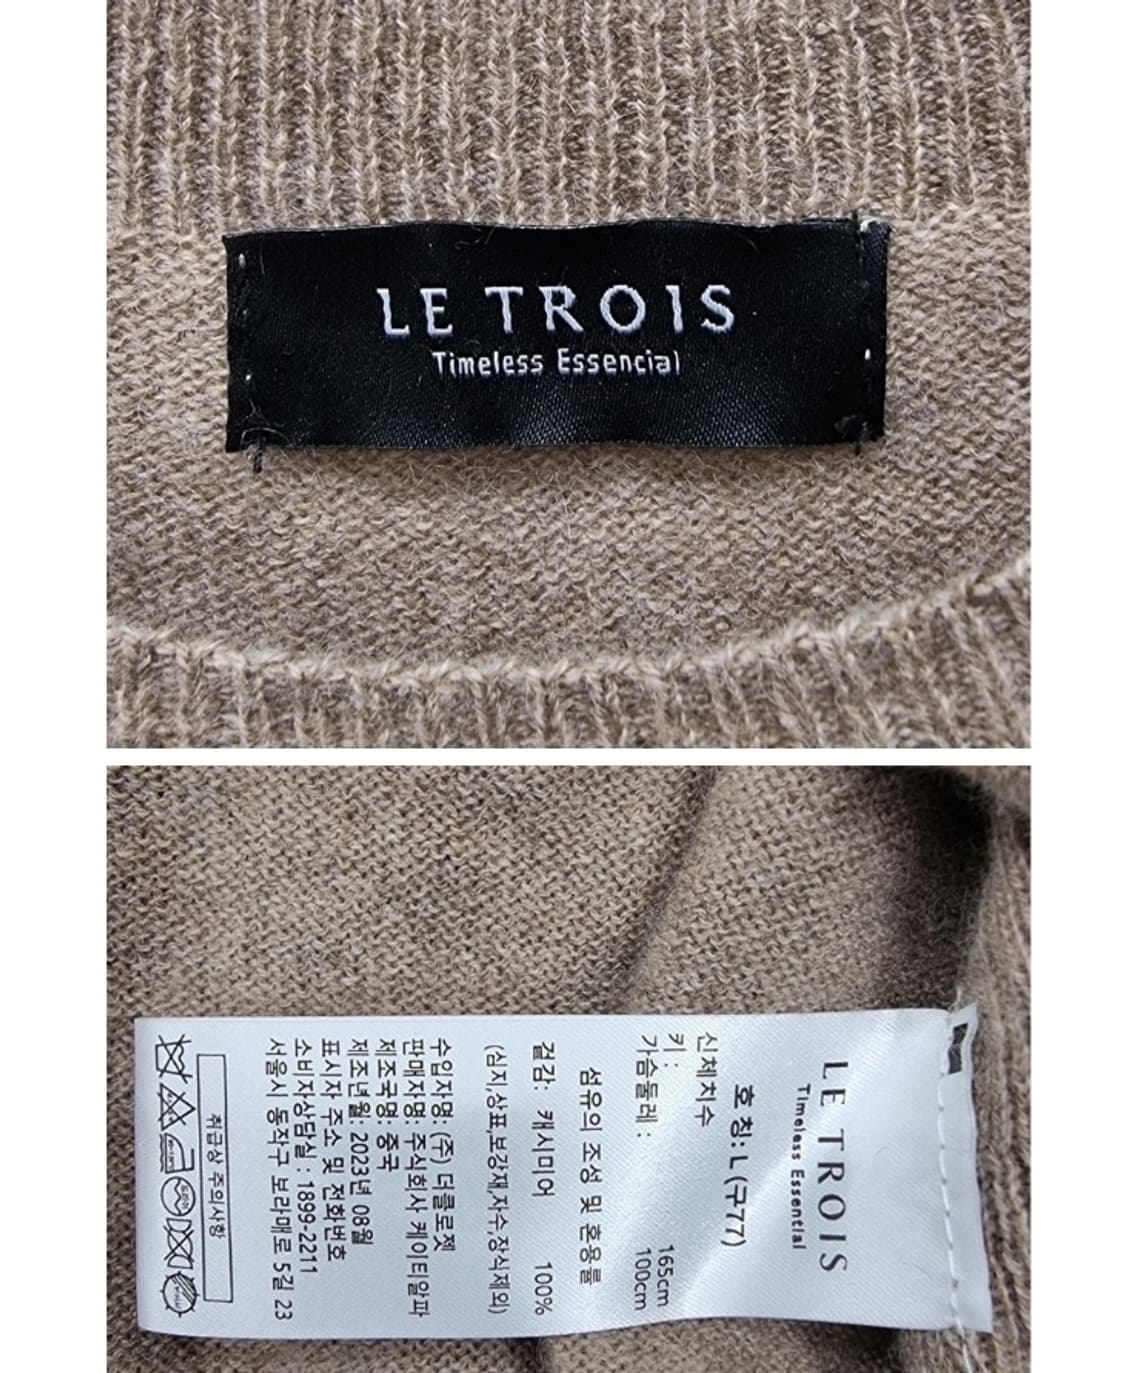 LE TROIS
Timeless Essencial
LE TROIS
Timeless Essential
호 칭: L (구77)
신체치수
키 : 165cm
가슴둘레 : 100cm
섬유의 조성 및 혼용률
겉감: 캐시미어 100%
(심지,상표,보강재,자수,장식제외)
수입자명: (주) 더클로젯
판매자명: 주식회사 케이티알파
제조국명: 중국
제조년월: 2023년 08월
표시자 주소 및 전화번호
소비자상담실 : 1899-2211
서울시 동작구 보라매로 5길 23
취급상 주의사항
드라이